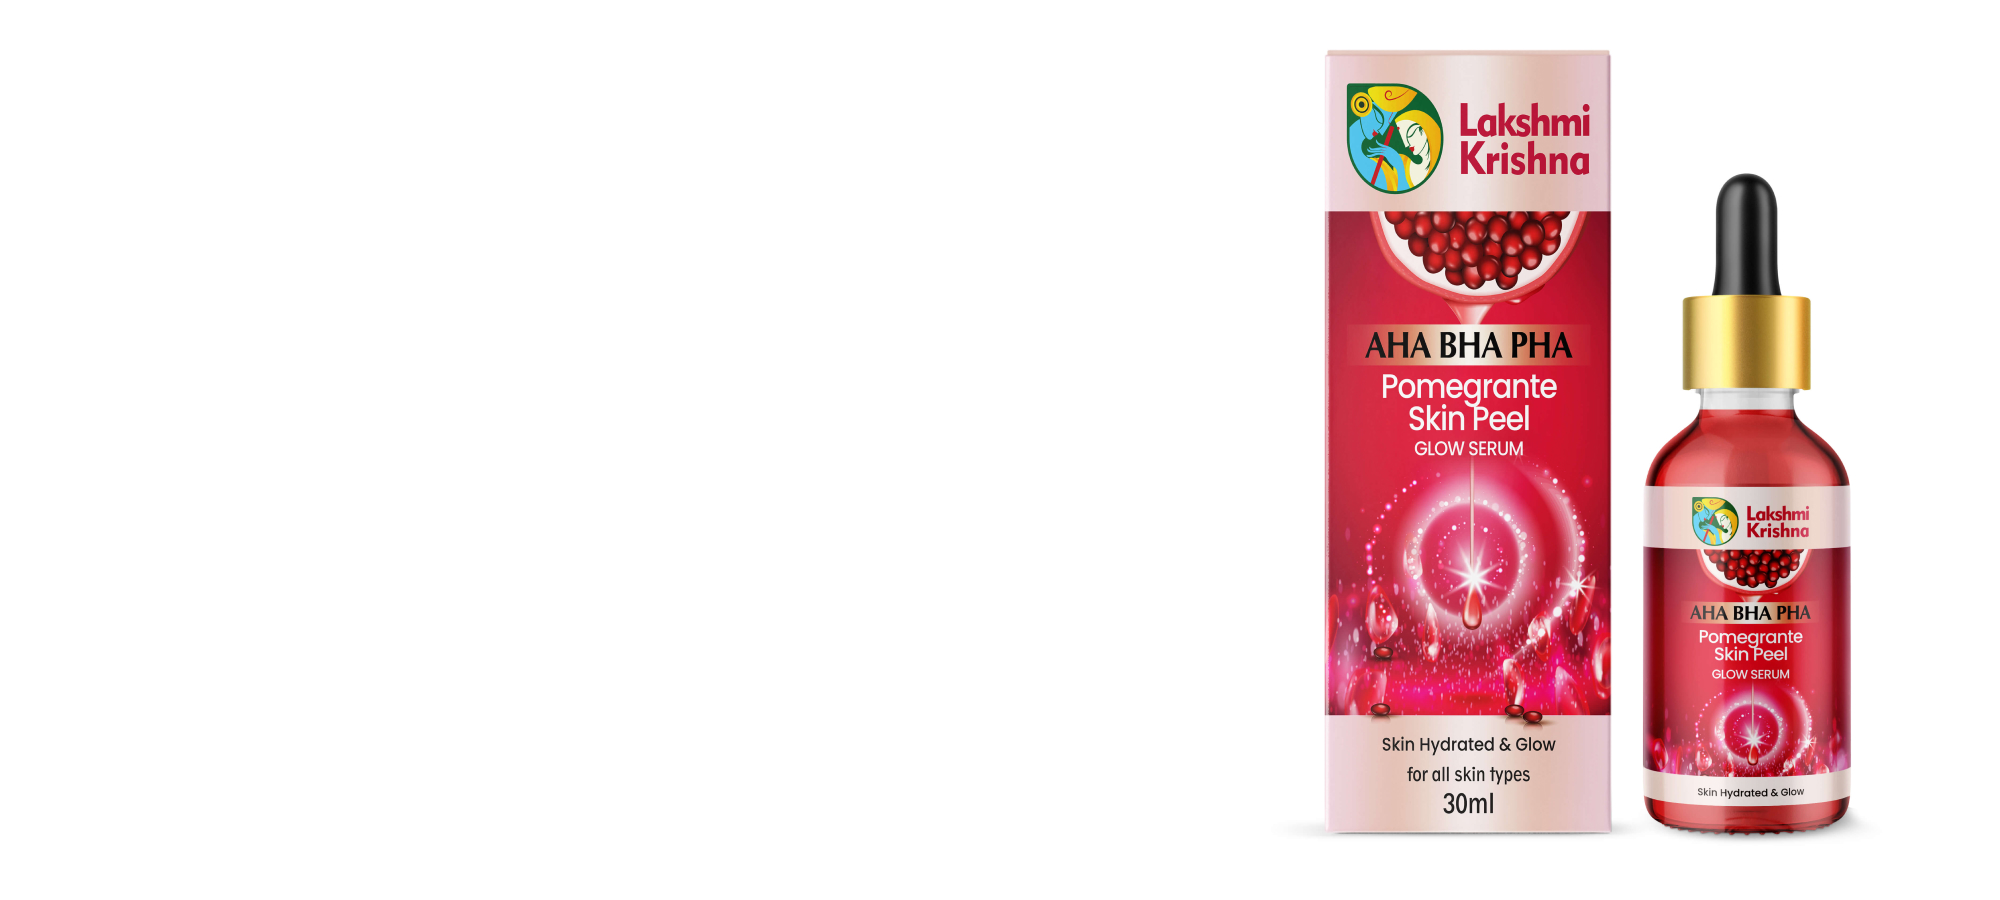 Lakshmi
Krishna
AHA BHA PHA
Pomegrante
Skin Peel
GLOW SERUM
Skin Hydrated & Glow
for all skin types
30ml
Lakshmi
Krishna
AHA BHA PHA
Pomegrante
Skin Peel
GLOW SERUM
Skin Hydrated & Glow